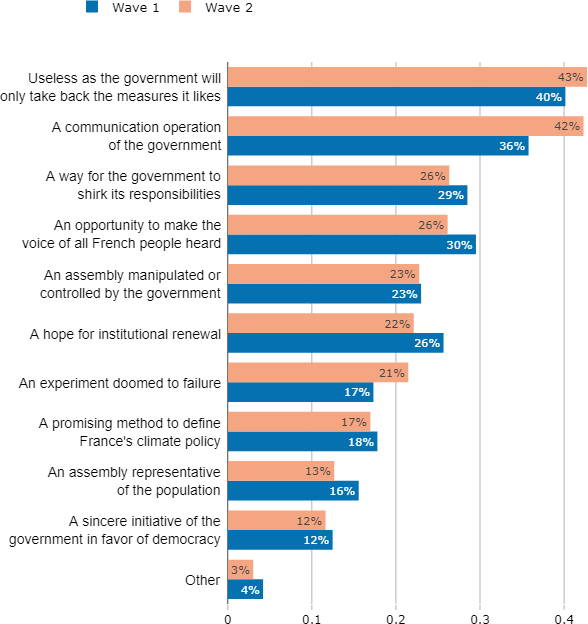 Wave 1 Wave 2
Useless as the government will
only take back the measures it likes
43%
40%
A communication operation
of the government
42%
36%
A way for the government to
shirk its responsibilities
26%
29%
An opportunity to make the
voice of all French people heard
26%
30%
An assembly manipulated or
controlled by the government
23%
23%
A hope for institutional renewal
22%
26%
An experiment doomed to failure
21%
17%
A promising method to define
France's climate policy
17%
18%
An assembly representative
of the population
13%
16%
A sincere initiative of the
government in favor of democracy
12%
12%
Other
3%
4%
0 0.1 0.2 0.3 0.4